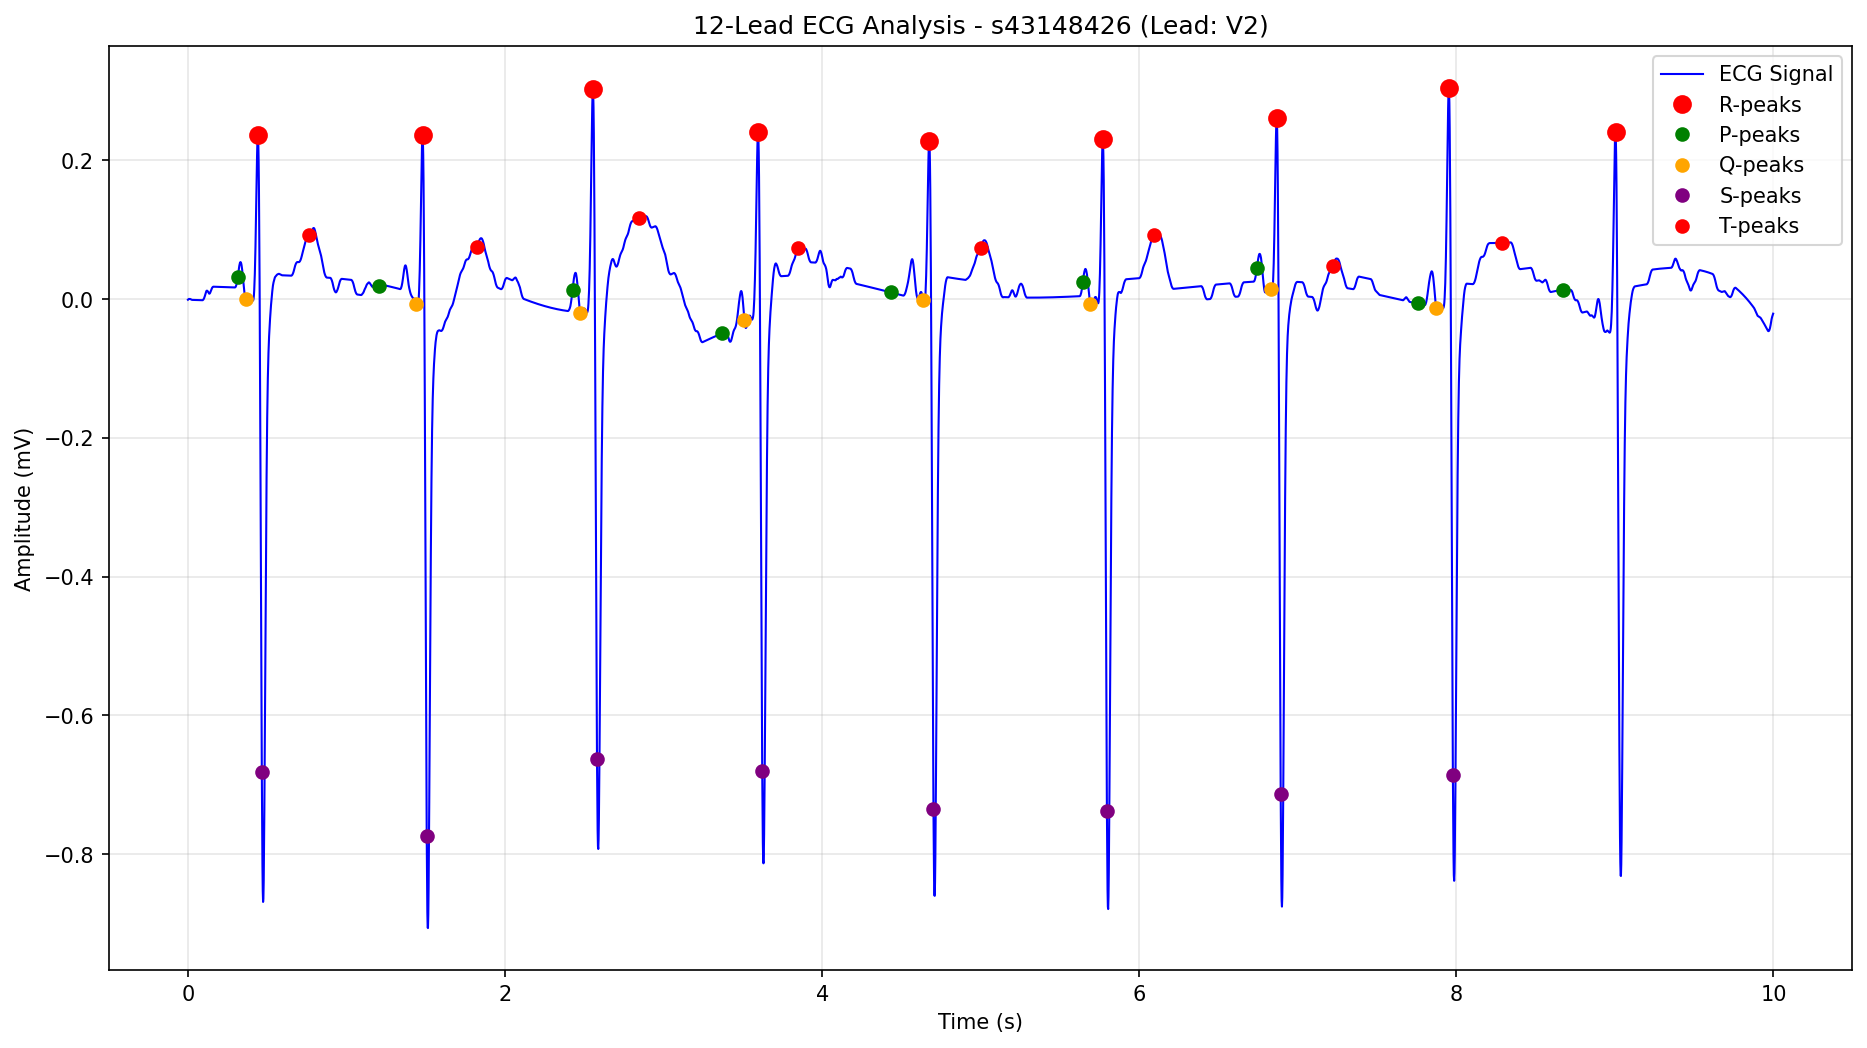 12-Lead ECG Analysis - s43148426 (Lead: V2)
ECG Signal
R-peaks
P-peaks
Q-peaks
S-peaks
T-peaks
Amplitude (mV)
0.2
0.0
−0.2
−0.4
−0.6
−0.8
0 2 4 6 8 10
Time (s)